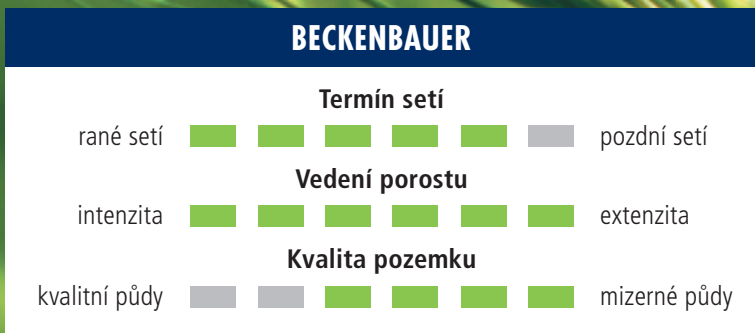 BECKENBAUER
Termín setí
rané setí pozdní setí
Vedení porostu
intenzita extenzita
Kvalita pozemku
kvalitní půdy mizerné půdy